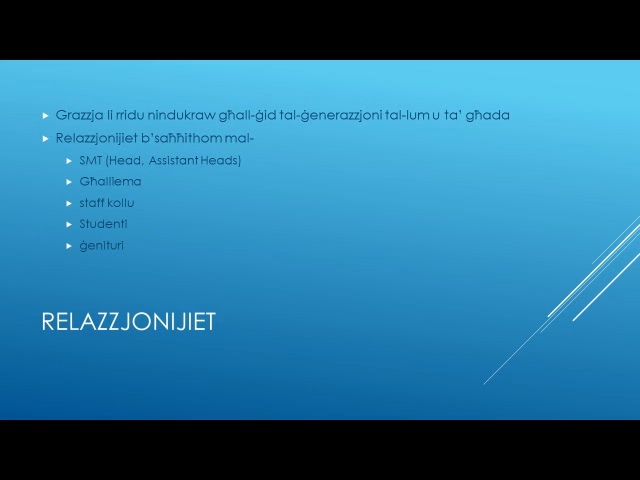 Grazzja li rridu nindukraw għall-ġid tal-ġenerazzjoni tal-lum u ta' għada
Relazzjonijiet b'saħħithom mal-
SMT (Head, Assistant Heads)
Għalliema
staff kollu
Studenti
ġenituri
RELAZZJONIJIET